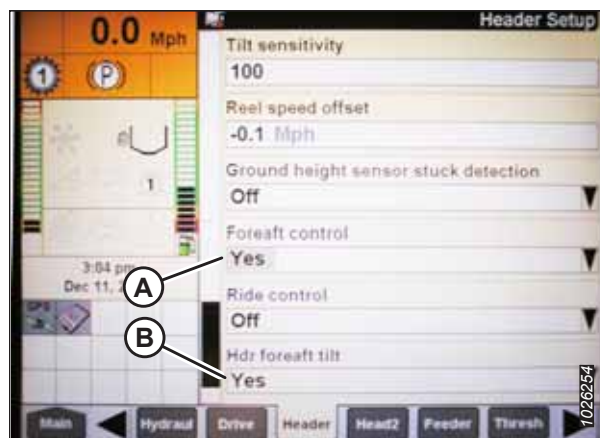 0.0 Mph
Header Setup
Tilt sensitivity
100
1
P
Reel speed offset
-0.1 Mph
Ground height sensor stuck detection
Off
1
Foreaft control
Yes
3:04 pm
Dec 11, 2
A
Ride control
GPS
Off
B
Hdr foreaft tilt
Yes
1026254
Main
Hydraul
Drive
Header
Head2
Feeder
Thresh